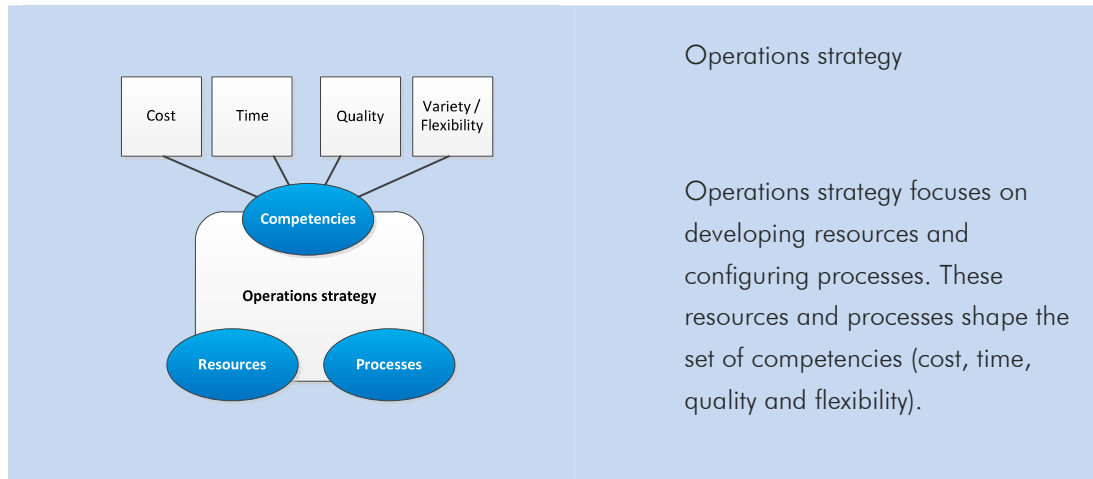 Cost
Time
Quality
Variety /
Flexibility
Competencies
Operations strategy
Resources
Processes
Operations strategy
Operations strategy focuses on
developing resources and
configuring processes. These
resources and processes shape the
set of competencies (cost, time,
quality and flexibility).